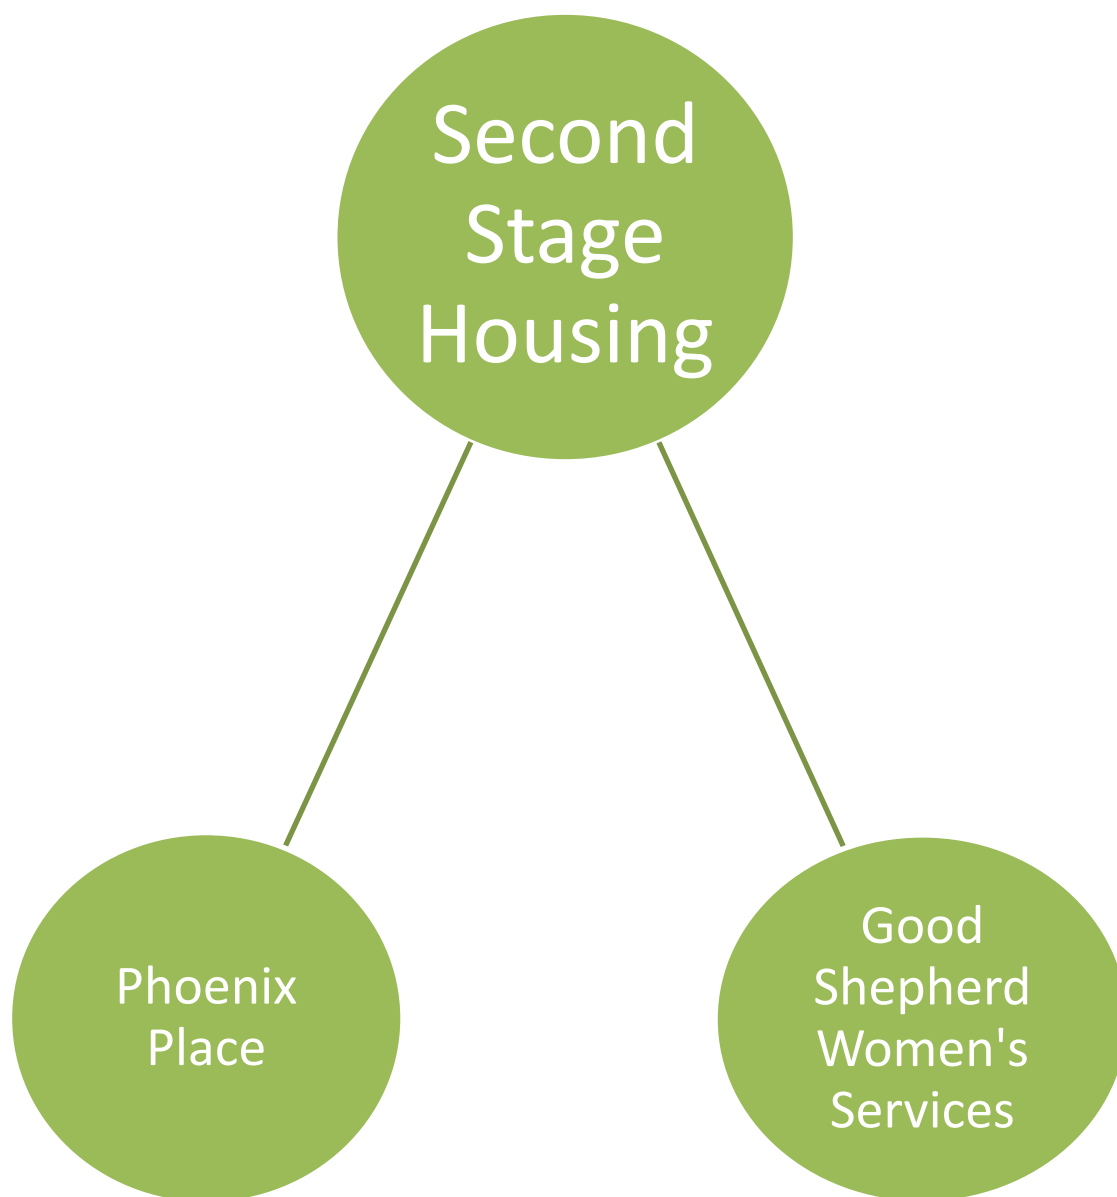 Second
Stage
Housing
Phoenix
Place
Good
Shepherd
Women's
Services